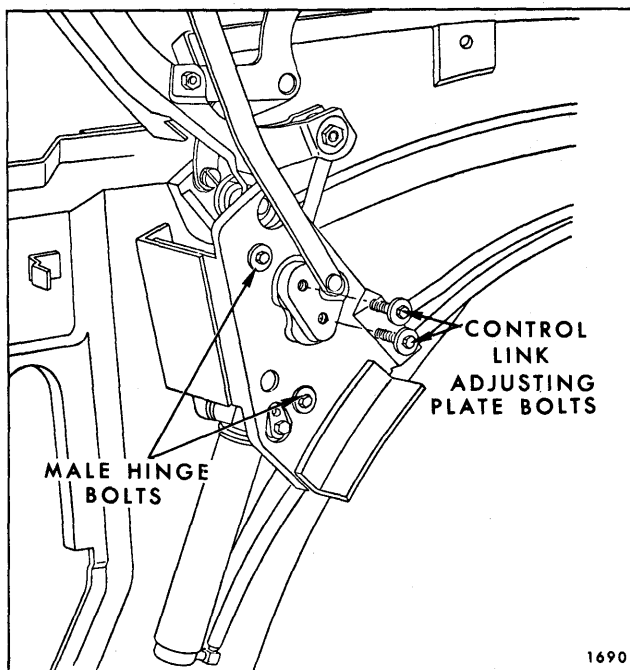 CONTROL
LINK
ADJUSTING
PLATE BOLTS
MALE HINGE
BOLTS
1690